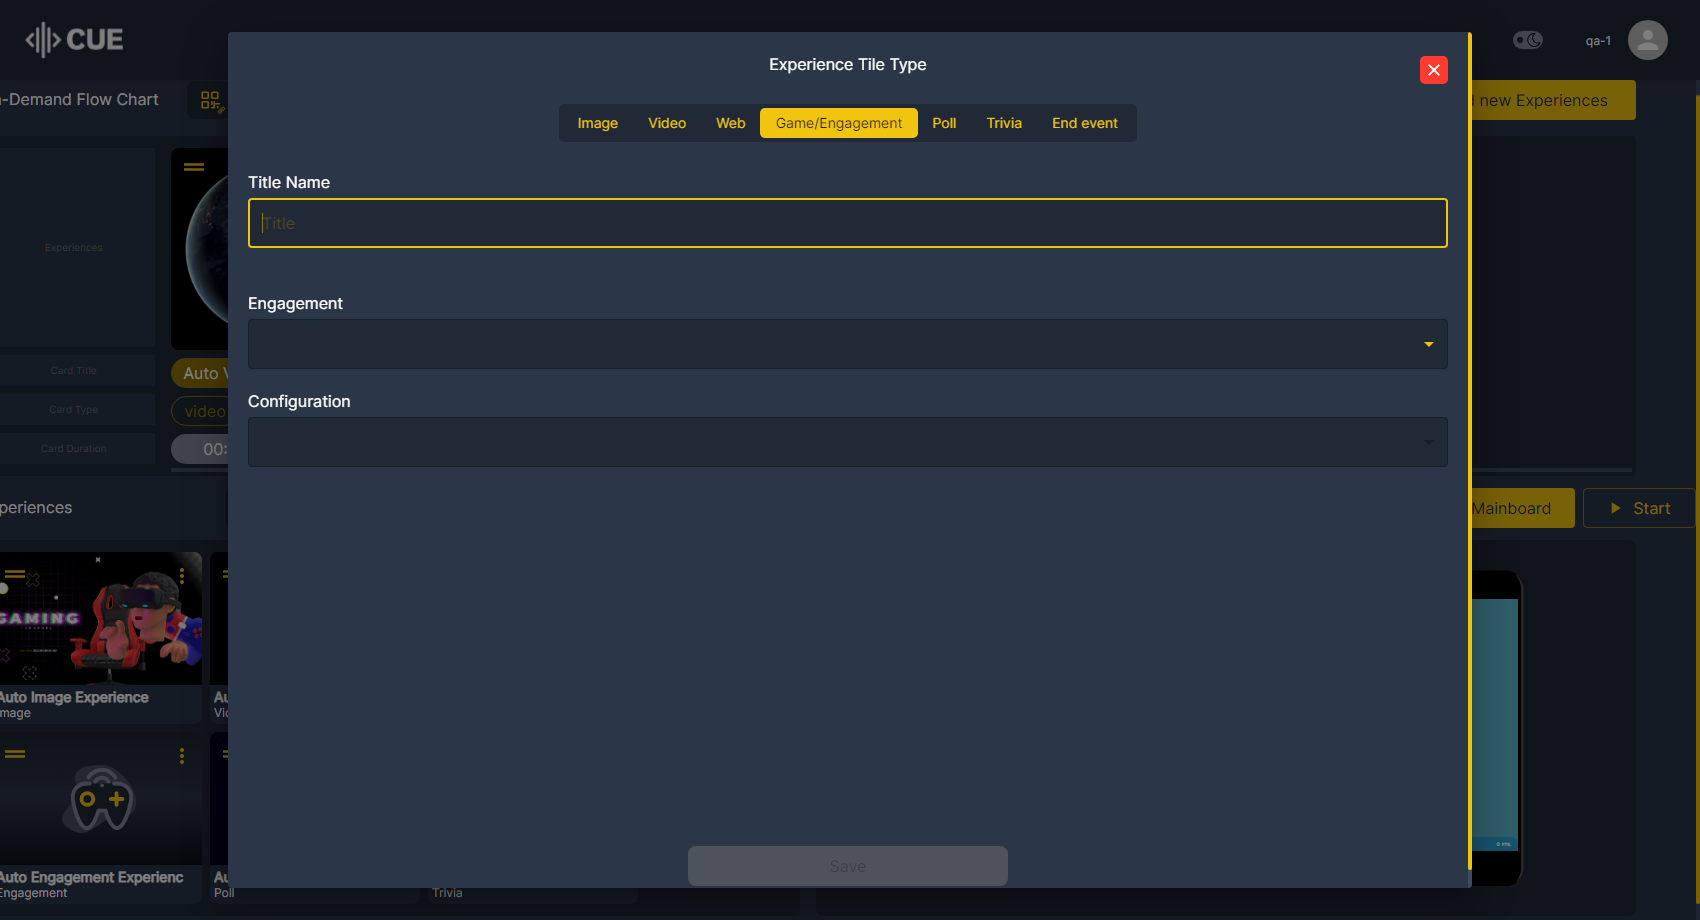 CUE
qa-1
Experience Tile Type
-Demand Flow Chart
new Experiences
Image Video Web Game/Engagement Poll Trivia End event
Title Name
Title
Experiences
Engagement
Card Title
Auto V
Configuration
Card Type
video
Card Duration
00:
periences
Mainboard
Start
GAMING
Auto Image Experience
Au
mage
Vid
Save
Auto Engagement Experienc
Au
Engagement
Poll
Trivia